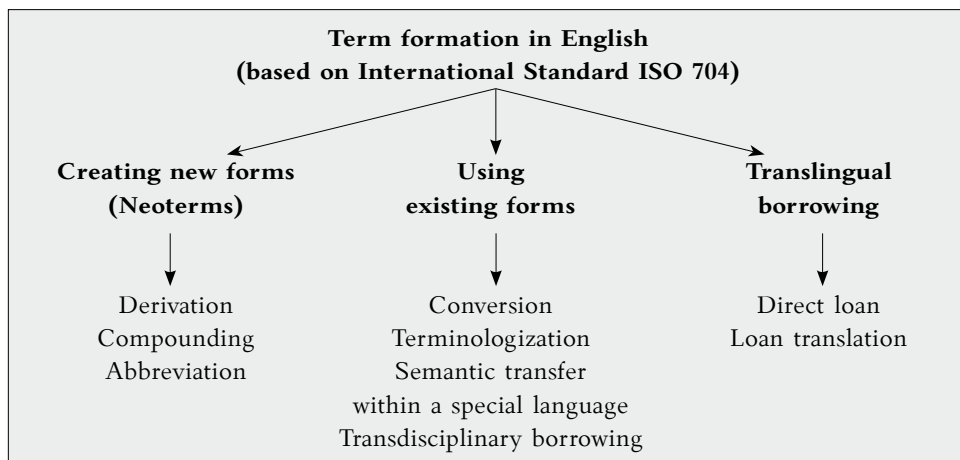 Term formation in English
(based on International Standard ISO 704)
Creating new forms
(Neoterms)
Using
existing forms
Translingual
borrowing
Derivation
Compounding
Abbreviation
Conversion
Terminologization
Semantic transfer
within a special language
Transdisciplinary borrowing
Direct loan
Loan translation